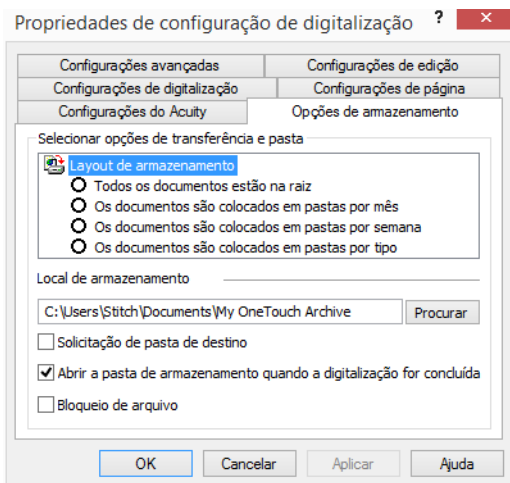 Propriedades de configuração de digitalização ? ×
Configurações avançadas Configurações de edição
Configurações de digitalização Configurações de página
Configurações do Acuity Opções de armazenamento
Selecionar opções de transferência e pasta
Layout de armazenamento
Todos os documentos estão na raiz
Os documentos são colocados em pastas por mês
Os documentos são colocados em pastas por semana
Os documentos são colocados em pastas por tipo
Local de armazenamento
C:\Users\Stitch\Documents\My OneTouch Archive Procurar
Solicitação de pasta de destino
Abrir a pasta de armazenamento quando a digitalização for concluída
Bloqueio de arquivo
OK Cancelar Aplicar Ajuda